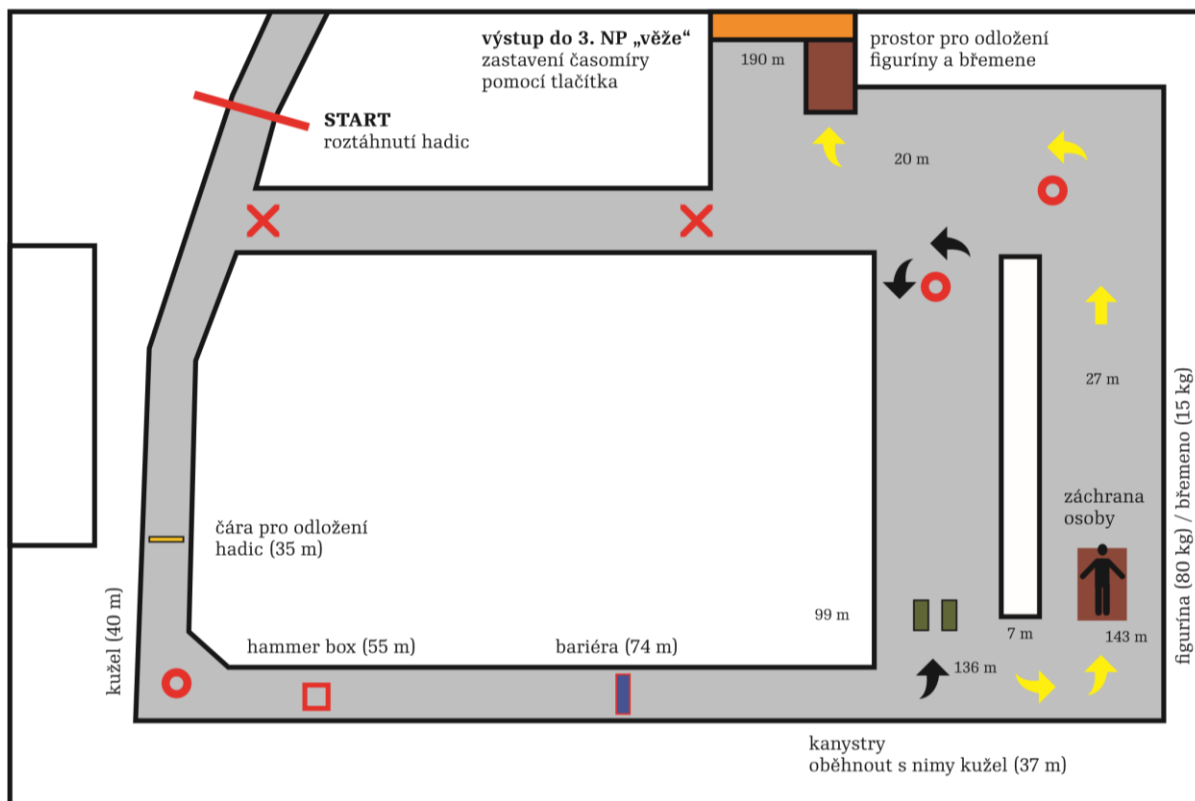 výstup do 3. NP „věže“
zastavení časomíry
pomocí tlačítka
190 m
prostor pro odložení
figuríny a břemene
START
roztáhnutí hadic
20 m
27 m
figurína (80 kg) / břemeno (15 kg)
záchrana
osoby
čára pro odložení
hadic (35 m)
kužel (40 m)
hammer box (55 m)
bariéra (74 m)
99 m
7 m
143 m
136 m
kanystry
oběhnout s nimy kužel (37 m)